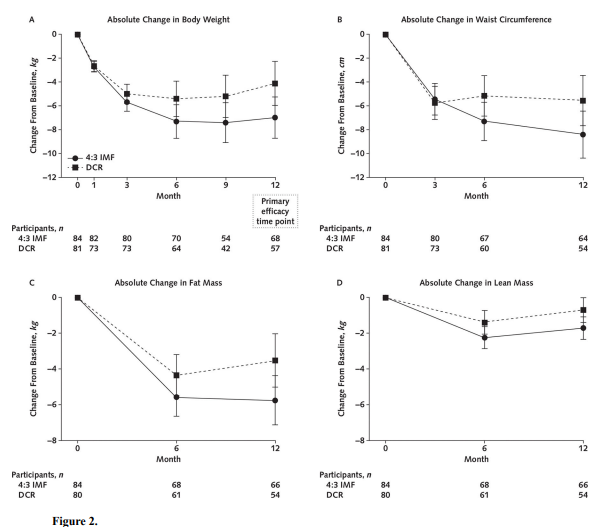 A Absolute Change in Body Weight
Change From Baseline, kg
0
−2
−4
−6
−8
−10
−12
4:3 IMF
DCR
0 1 3 6 9 12
Month
Primary
efficacy
time point
Participants, n
4:3 IMF 84 82 80 70 54 68
DCR 81 73 73 64 42 57
B Absolute Change in Waist Circumference
Change From Baseline, cm
0
−2
−4
−6
−8
−10
−12
0 3 6 12
Month
Participants, n
4:3 IMF 84 80 67 64
DCR 81 73 60 54
C Absolute Change in Fat Mass
Change From Baseline, kg
0
−2
−4
−6
−8
0 6 12
Month
Participants, n
4:3 IMF 84 68 66
DCR 80 61 54
D Absolute Change in Lean Mass
Change From Baseline, kg
0
−2
−4
−6
−8
0 6 12
Month
Participants, n
4:3 IMF 84 68 66
DCR 80 61 54
Figure 2.